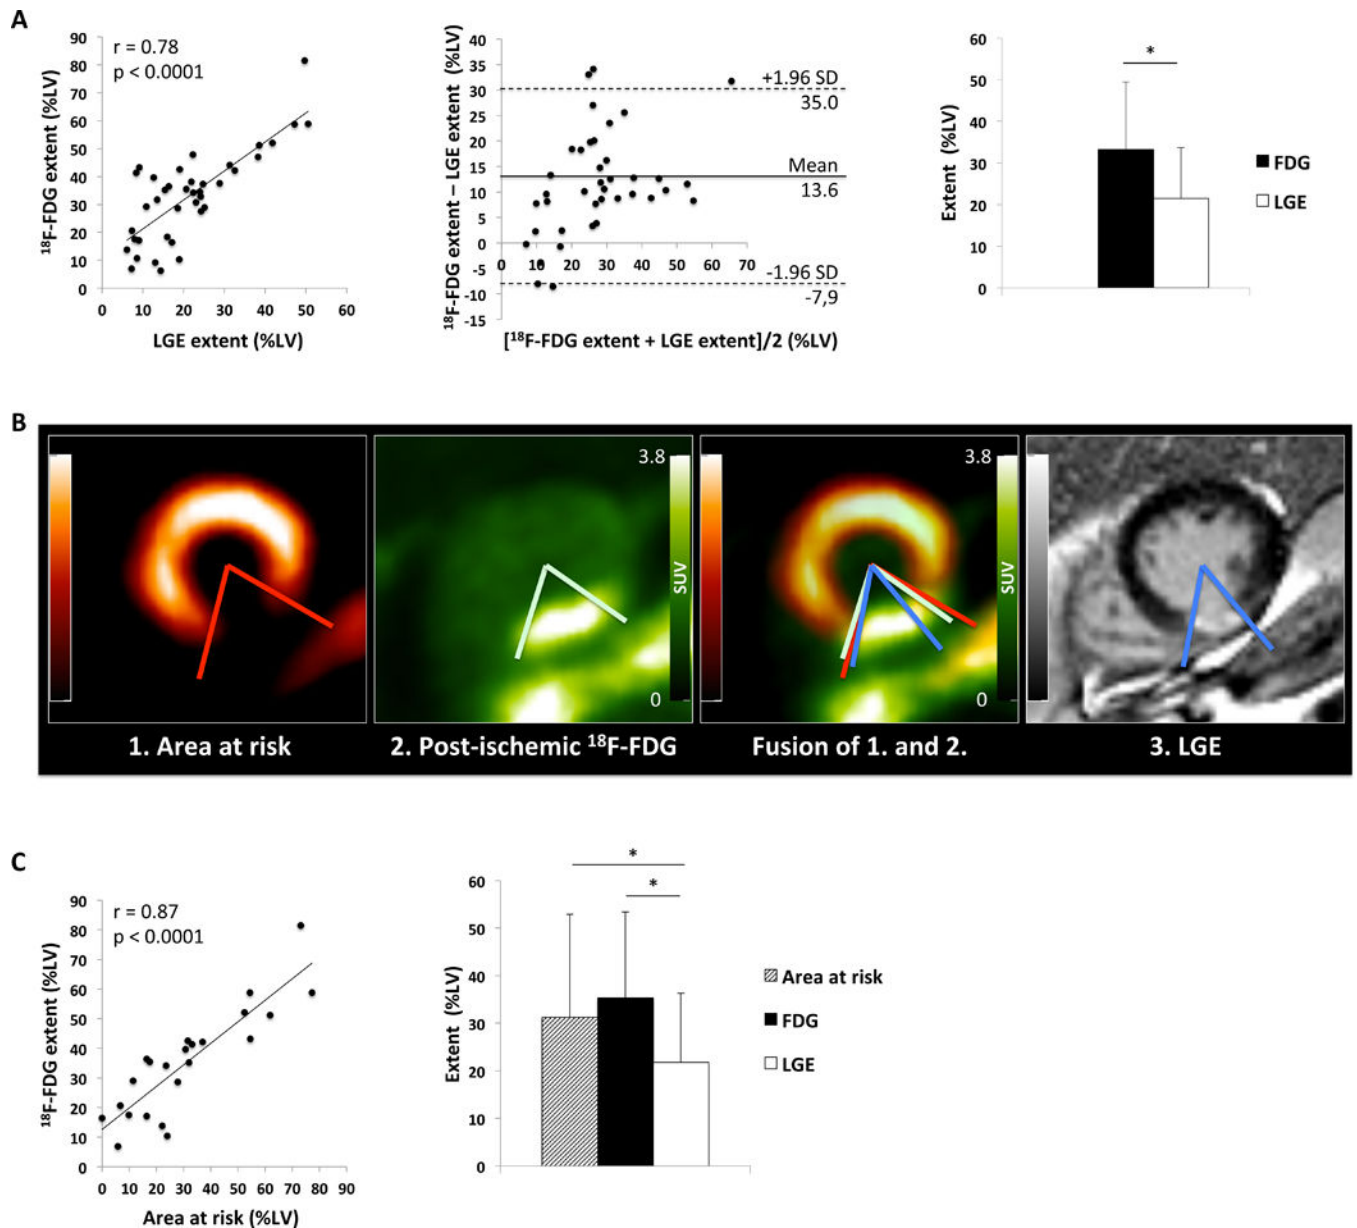 A
90
80
70
60
50
40
30
20
10
0
r = 0.78
p < 0.0001
¹⁸F-FDG extent (%LV)
0 10 20 30 40 50 60
LGE extent (%LV)
¹⁸F-FDG extent – LGE extent (%LV)
40
35
30
25
20
15
10
5
0
-5
-10
-15
+1.96 SD
35.0
Mean
13.6
0 10 20 30 40 50 60 70
-1.96 SD
-7,9
[¹⁸F-FDG extent + LGE extent]/2 (%LV)
Extent (%LV)
60
50
40
30
20
10
0
*
FDG
LGE
B
3.8
SUV
0
3.8
SUV
0
1. Area at risk
2. Post-ischemic ¹⁸F-FDG
Fusion of 1. and 2.
3. LGE
C
¹⁸F-FDG extent (%LV)
90
80
70
60
50
40
30
20
10
0
r = 0.87
p < 0.0001
0 10 20 30 40 50 60 70 80 90
Area at risk (%LV)
Extent (%LV)
60
50
40
30
20
10
0
*
*
Area at risk
FDG
LGE